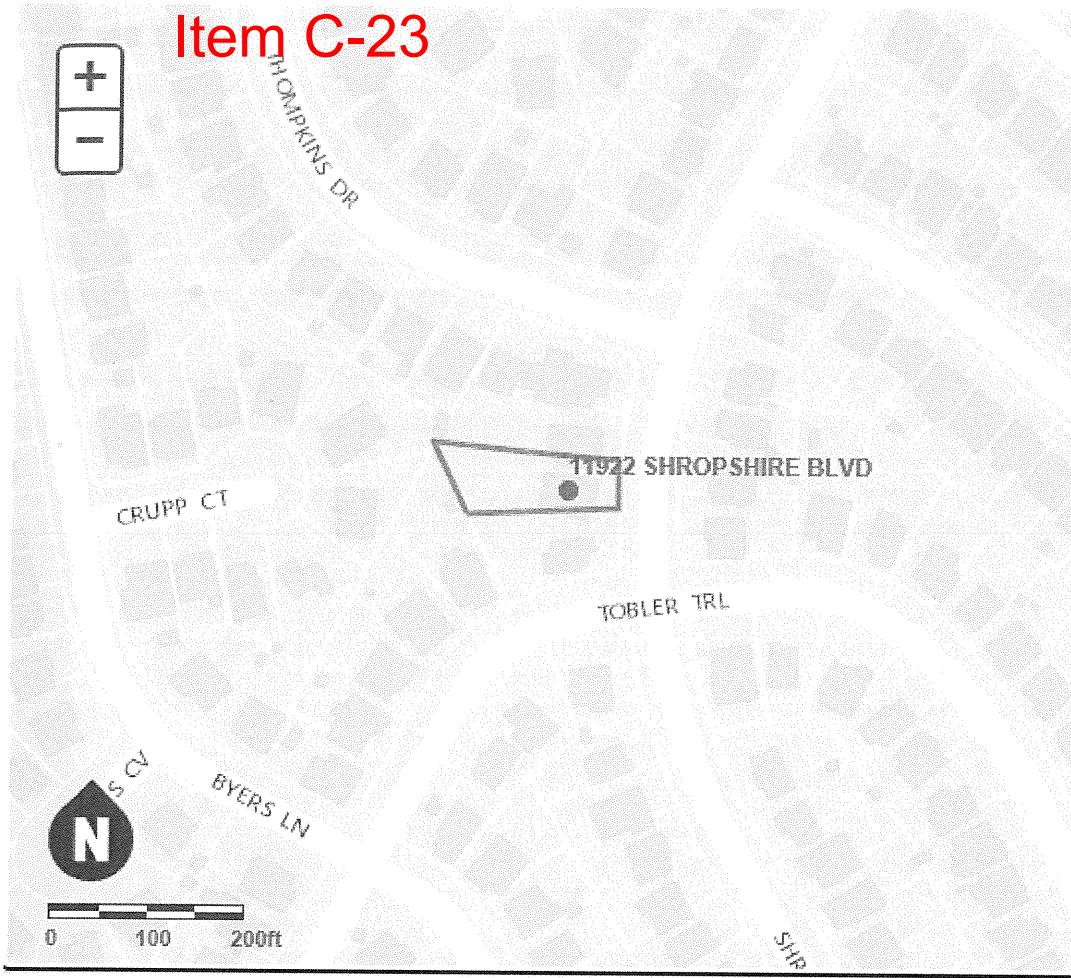 Item C-23
+
THOMPKINS DR
−
11922 SHROPSHIRE BLVD
CRUPP CT
TOBLER TRL
S CV
BYERS LN
N
0 100 200ft
SHR